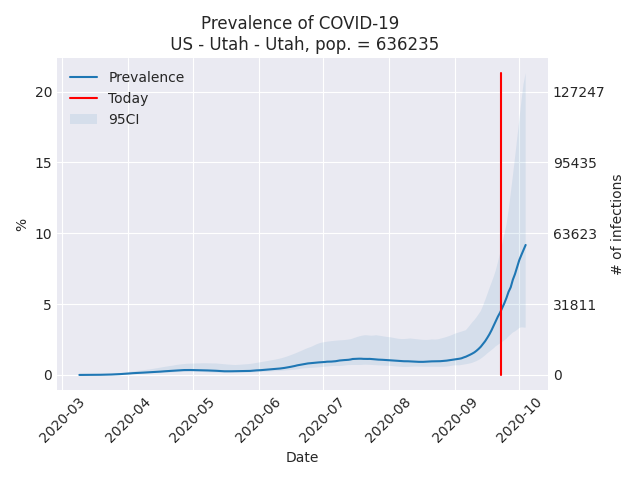 Prevalence of COVID-19
US - Utah - Utah, pop. = 636235
Prevalence
Today
95CI
20
15
10
5
0
%
127247
95435
63623
31811
0
# of infections
2020-03
2020-04
2020-05
2020-06
2020-07
2020-08
2020-09
2020-10
Date